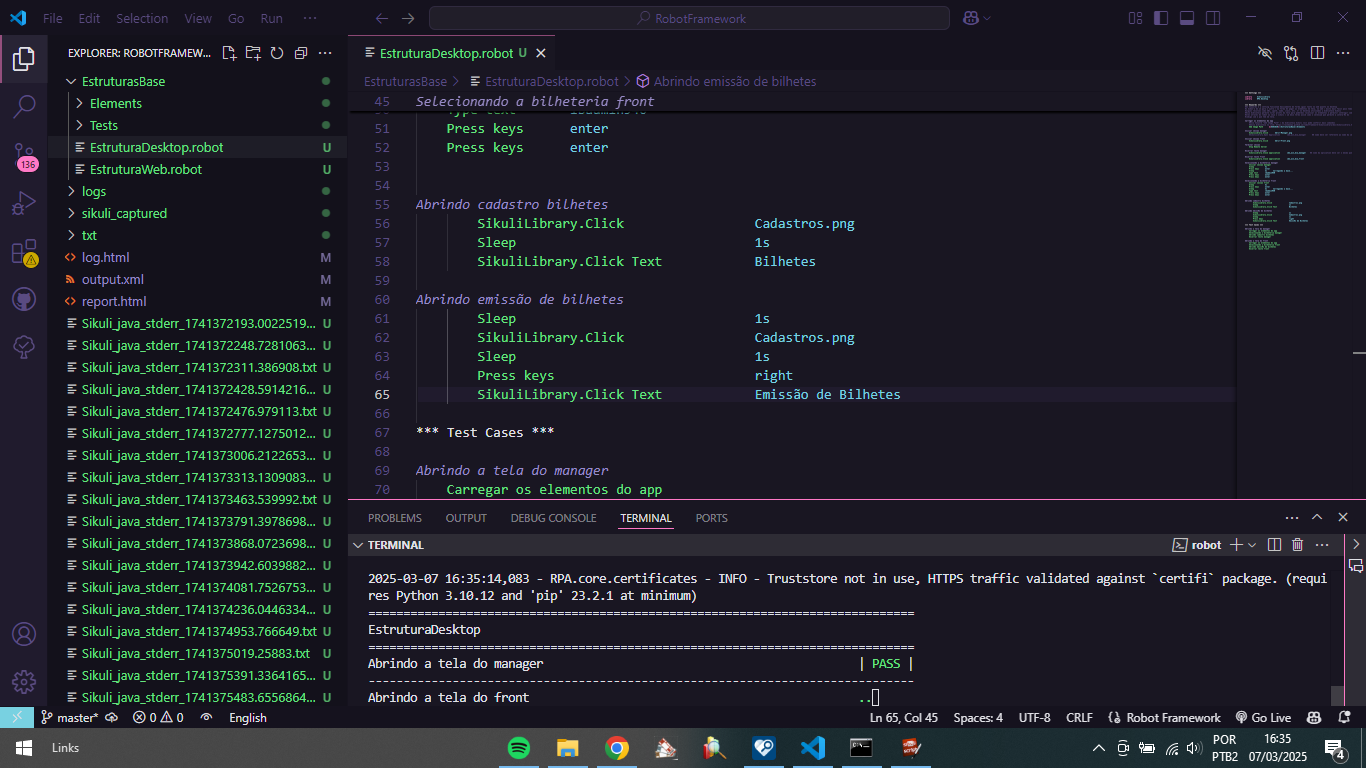 File Edit Selection View Go Run ···
RobotFramework
EXPLORER: ROBOTFRAMEW...
EstruturasBase
Elements
Tests
EstruturaDesktop.robot U
EstruturaWeb.robot U
logs
sikuli_captured
txt
log.html M
output.xml M
report.html M
Sikuli_java_stderr_1741372193.0022519... U
Sikuli_java_stderr_1741372248.7281063... U
Sikuli_java_stderr_1741372311.386908.txt U
Sikuli_java_stderr_1741372428.5914216... U
Sikuli_java_stderr_1741372476.979113.txt U
Sikuli_java_stderr_1741372777.1275012... U
Sikuli_java_stderr_1741373006.2122653... U
Sikuli_java_stderr_1741373313.1309083... U
Sikuli_java_stderr_1741373463.539992.txt U
Sikuli_java_stderr_1741373791.3978698... U
Sikuli_java_stderr_1741373868.0723698... U
Sikuli_java_stderr_1741373942.6039882... U
Sikuli_java_stderr_1741374081.7526753... U
Sikuli_java_stderr_1741374236.0446334... U
Sikuli_java_stderr_1741374953.766649.txt U
Sikuli_java_stderr_1741375019.25883.txt U
Sikuli_java_stderr_1741375391.3364165... U
Sikuli_java_stderr_1741375483.6556864... U
136
EstruturaDesktop.robot U
EstruturasBase > EstruturaDesktop.robot > Abrindo emissão de bilhetes
45 Selecionando a bilheteria front
51 Press keys enter
52 Press keys enter
53
54
55 Abrindo cadastro bilhetes
56 SikuliLibrary.Click Cadastros.png
57 Sleep 1s
58 SikuliLibrary.Click Text Bilhetes
59
60 Abrindo emissão de bilhetes
61 Sleep 1s
62 SikuliLibrary.Click Cadastros.png
63 Sleep 1s
64 Press keys right
65 SikuliLibrary.Click Text Emissão de Bilhetes
66
67 *** Test Cases ***
68
69 Abrindo a tela do manager
70 Carregar os elementos do app
PROBLEMS OUTPUT DEBUG CONSOLE TERMINAL PORTS
TERMINAL
robot
2025-03-07 16:35:14,083 - RPA.core.certificates - INFO - Truststore not in use, HTTPS traffic validated against `certifi` package. (requi
res Python 3.10.12 and 'pip' 23.2.1 at minimum)
==============================================================================
EstruturaDesktop
==============================================================================
Abrindo a tela do manager | PASS |
------------------------------------------------------------------------------
Abrindo a tela do front ..
master* 0 0 English
Ln 65, Col 45 Spaces: 4 UTF-8 CRLF Robot Framework Go Live
Links
POR
PTB2
16:35
07/03/2025
4